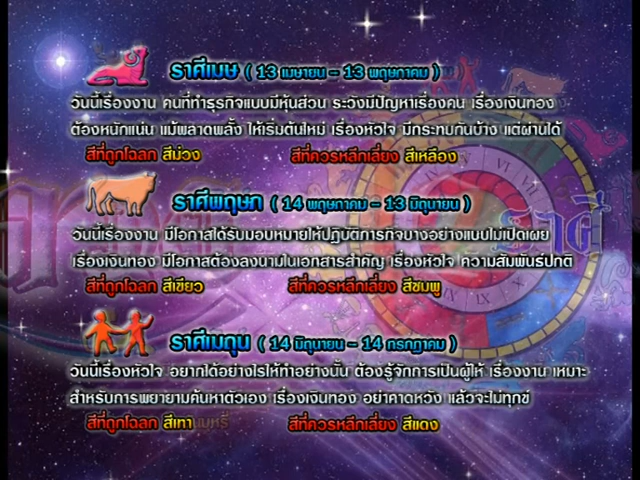 ราศีเมษ ( 13 เมษายน - 13 พฤษภาคม )
วันนี้เรื่องงาน คนที่ทำธุรกิจแบบมีหุ้นส่วน ระวังมีปัญหาเรื่องคน เรื่องเงินทอง
ต้องหนักแน่น แม้พลาดพลั้ง ให้เริ่มต้นใหม่ เรื่องหัวใจ มีกระทบกันบ้าง แต่ผ่านได้
สีที่ถูกโฉลก สีม่วง สีที่ควรหลีกเลี่ยง สีเหลือง
ราศีพฤษภ ( 14 พฤษภาคม - 13 มิถุนายน )
วันนี้เรื่องงาน มีโอกาสได้รับมอบหมายให้ปฏิบัติภารกิจบางอย่างแบบไม่เปิดเผย
เรื่องเงินทอง มีโอกาสต้องลงนามในเอกสารสำคัญ เรื่องหัวใจ ความสัมพันธ์ปกติ
สีที่ถูกโฉลก สีเขียว สีที่ควรหลีกเลี่ยง สีชมพู
ราศีเมถุน ( 14 มิถุนายน - 14 กรกฎาคม )
วันนี้เรื่องหัวใจ อยากได้อย่างไรให้ทำอย่างนั้น ต้องรู้จักการเป็นผู้ให้ เรื่องงาน เหมาะ
สำหรับการพยายามค้นหาตัวเอง เรื่องเงินทอง อย่าคาดหวัง แล้วจะไม่ทุกข์
สีที่ถูกโฉลก สีเทา สีที่ควรหลีกเลี่ยง สีแดง
ราศี